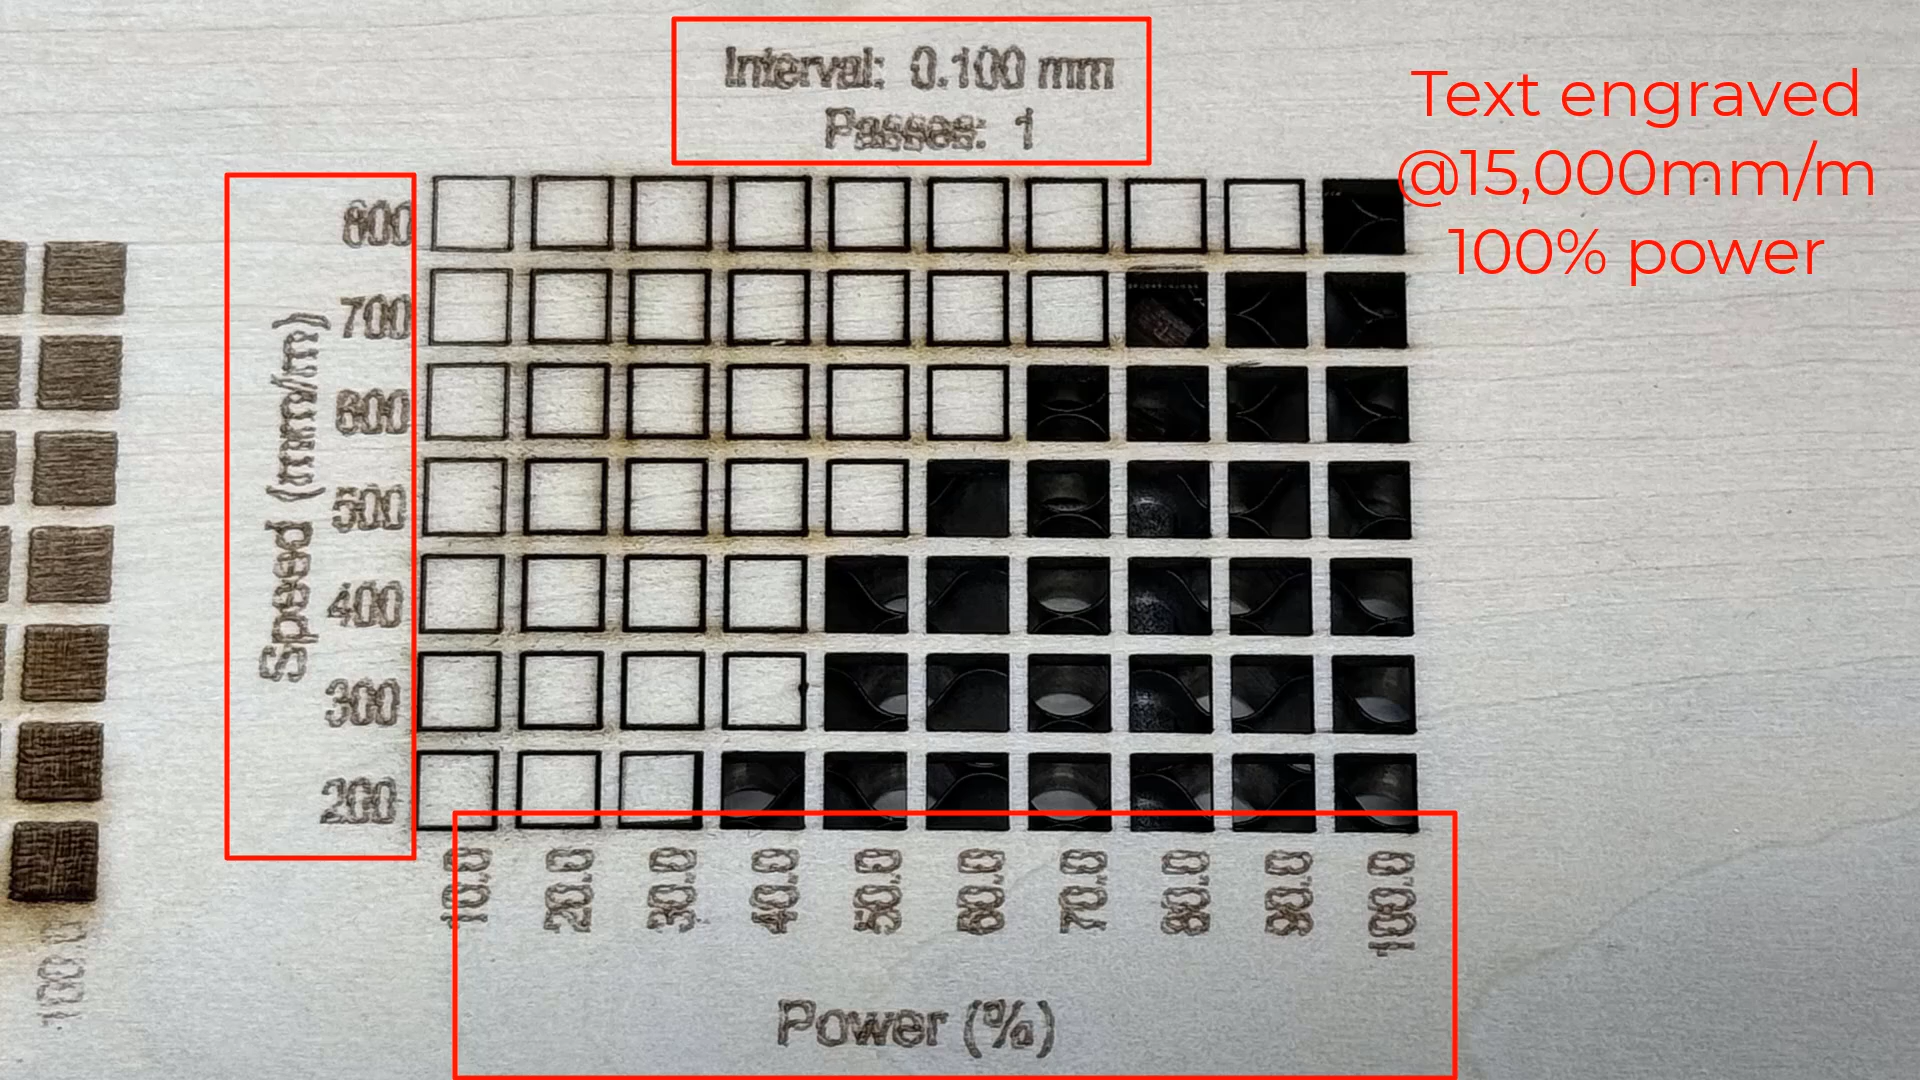 Interval: 0.100 mm
Passes: 1
Text engraved
@15,000mm/m
100% power
Speed (mm/m)
800
700
600
500
400
300
200
10.0
20.0
30.0
40.0
50.0
60.0
70.0
80.0
90.0
100.0
Power (%)
100.0